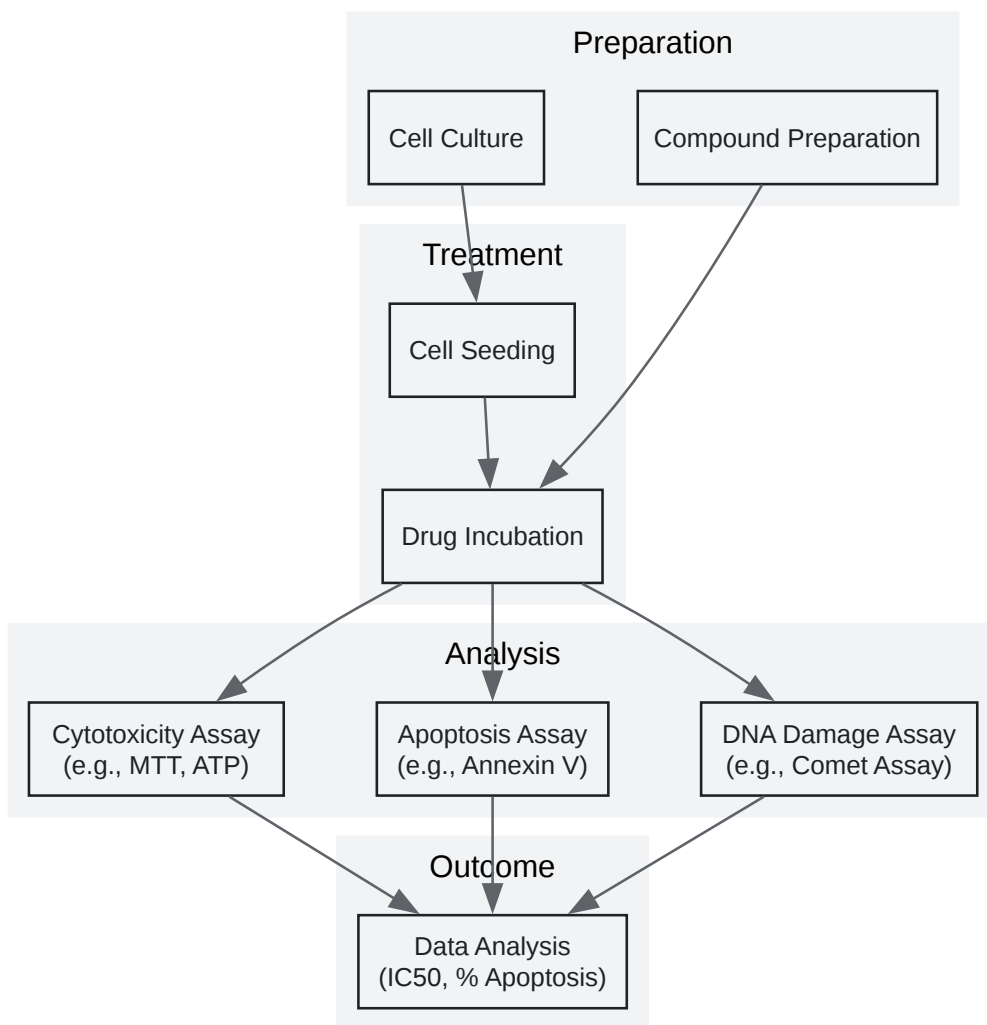 Preparation
Cell Culture
Compound Preparation
Treatment
Cell Seeding
Drug Incubation
Analysis
Cytotoxicity Assay
(e.g., MTT, ATP)
Apoptosis Assay
(e.g., Annexin V)
DNA Damage Assay
(e.g., Comet Assay)
Outcome
Data Analysis
(IC50, % Apoptosis)